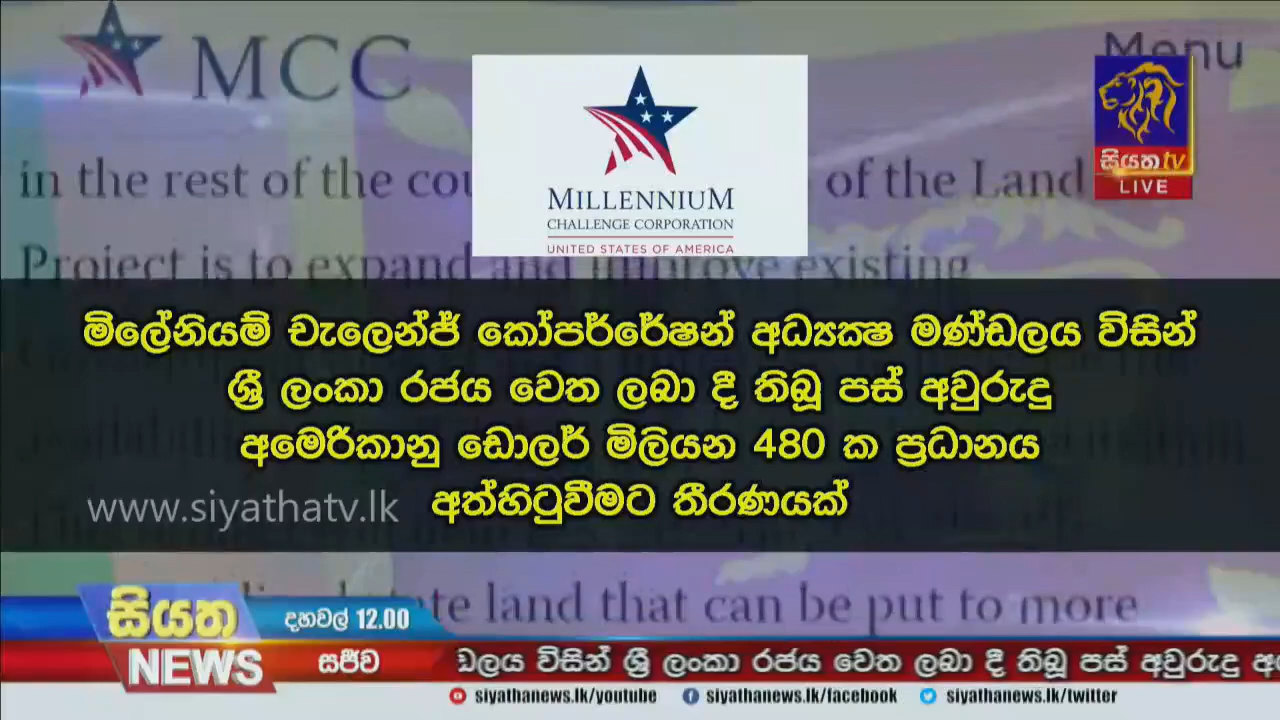 MCC
Menu
MILLENNIUM
CHALLENGE CORPORATION
UNITED STATES OF AMERICA
සියත tv
LIVE
in the rest of the of the Land
Project is to expand and improve existing
මිලේනියම් චැලෙන්ජ් කෝපර්රේෂන් අධ්‍යක්ෂ මණ්ඩලය විසින්
ශ්‍රී ලංකා රජය වෙත ලබා දී තිබූ පස් අවුරුදු
අමෙරිකානු ඩොලර් මිලියන 480 ක ප්‍රධානය
අත්හිටුවීමට තීරණයක්
www.siyathatv.lk
land that can be put to more
සියත
NEWS
දහවල් 12.00
සජීව
ඩලය විසින් ශ්‍රී ලංකා රජය වෙත ලබා දී තිබූ පස් අවුරුදු අ
siyathanews.lk/youtube siyathanews.lk/facebook siyathanews.lk/twitter